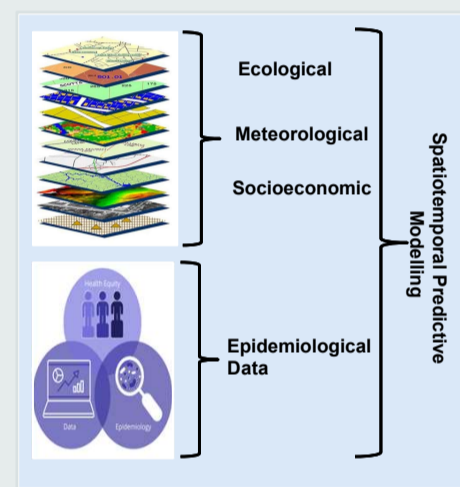 Ecological
Meteorological
Socioeconomic
Health Equity
Data
Epidemiology
Epidemiological
Data
Spatiotemporal Predictive
Modelling